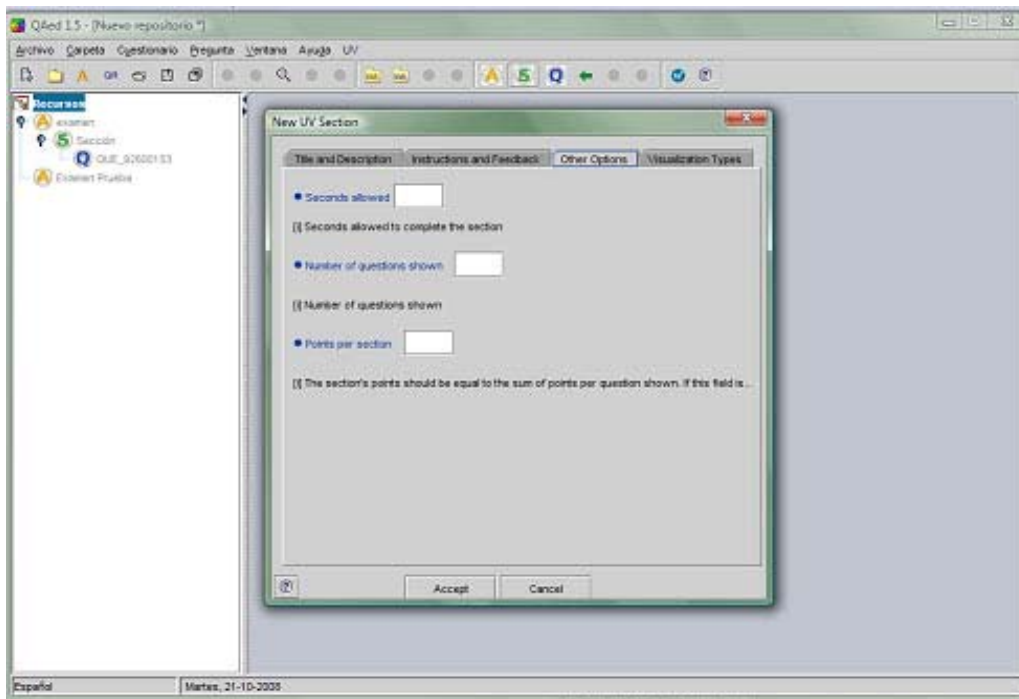 QAed 1.5 - [Nuevo repositorio *]
Archivo Carpeta Cuestionario Pregunta Ventana Ayuda UV
Recursos
examen
Sección
Examen Prueba
New UV Section
Title and Description Instructions and Feedback Other Options Visualization Types
Seconds allowed
[i] Seconds allowed to complete the section
Number of questions shown
[i] Number of questions shown
Points per section
[i] The section's points should be equal to the sum of points per question shown. If this field is...
Accept Cancel
Español Martes, 21-10-2008